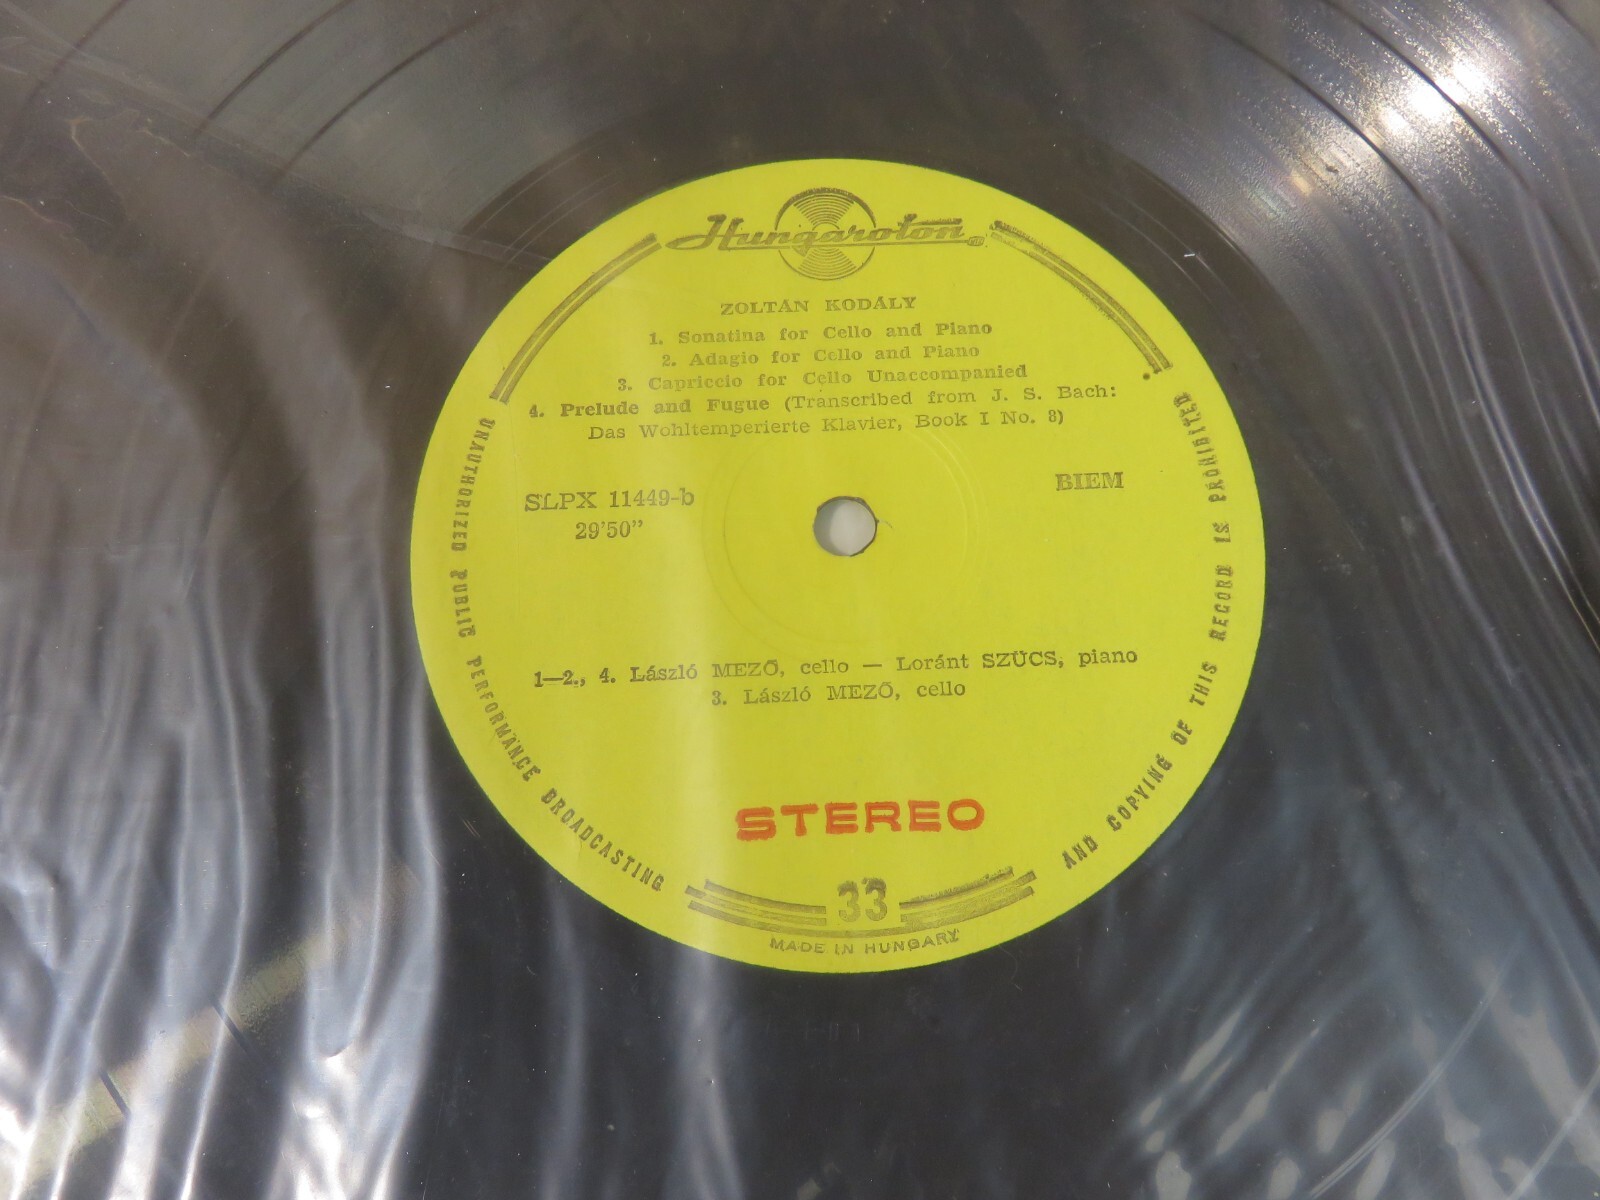 Hungaroton
ZOLTÁN KODÁLY
1. Sonatina for Cello and Piano
2. Adagio for Cello and Piano
3. Capriccio for Cello Unaccompanied
4. Prelude and Fugue (Transcribed from J. S. Bach:
Das Wohltemperierte Klavier, Book I No. 8)
SLPX 11449-b
BIEM
29’50”
1—2., 4. László MEZŐ, cello — Loránt SZŰCS, piano
3. László MEZŐ, cello
STEREO
33
MADE IN HUNGARY
UNAUTHORIZED PUBLIC PERFORMANCE BROADCASTING
AND COPYING OF THIS RECORD IS PROHIBITED